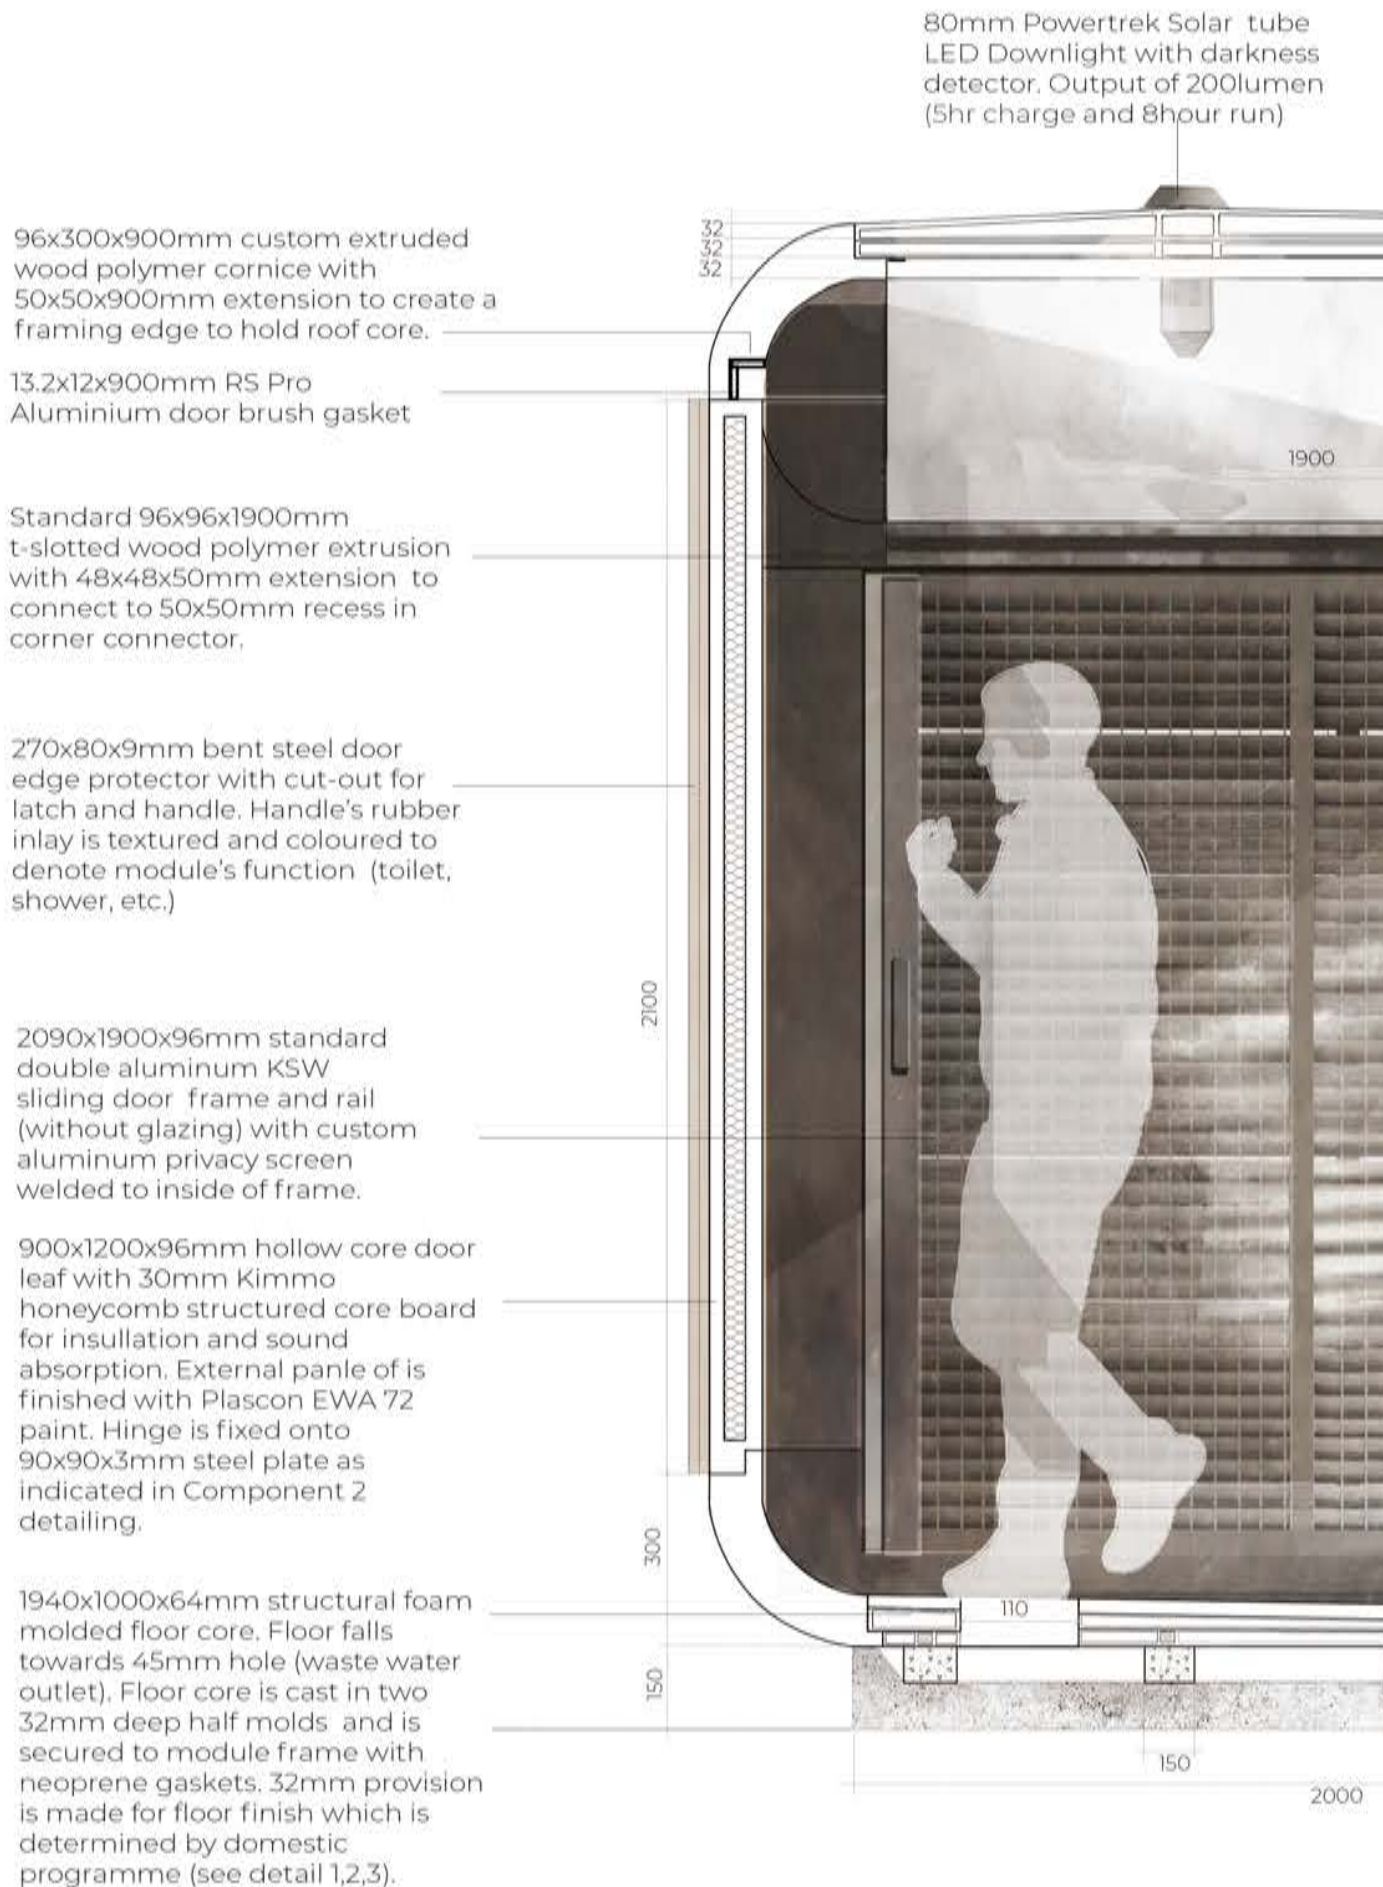 80mm Powertrek Solar tube
LED Downlight with darkness
detector. Output of 200lumen
(5hr charge and 8hour run)
96x300x900mm custom extruded
wood polymer cornice with
50x50x900mm extension to create a
framing edge to hold roof core.
13.2x12x900mm RS Pro
Aluminium door brush gasket
Standard 96x96x1900mm
t-slotted wood polymer extrusion
with 48x48x50mm extension to
connect to 50x50mm recess in
corner connector.
270x80x9mm bent steel door
edge protector with cut-out for
latch and handle. Handle's rubber
inlay is textured and coloured to
denote module's function (toilet,
shower, etc.)
2090x1900x96mm standard
double aluminum KSW
sliding door frame and rail
(without glazing) with custom
aluminum privacy screen
welded to inside of frame.
900x1200x96mm hollow core door
leaf with 30mm Kimmo
honeycomb structured core board
for insullation and sound
absorption. External panle of is
finished with Plascon EWA 72
paint. Hinge is fixed onto
90x90x3mm steel plate as
indicated in Component 2
detailing.
1940x1000x64mm structural foam
molded floor core. Floor falls
towards 45mm hole (waste water
outlet). Floor core is cast in two
32mm deep half molds and is
secured to module frame with
neoprene gaskets. 32mm provision
is made for floor finish which is
determined by domestic
programme (see detail 1,2,3).
32
32
32
1900
2100
300
110
150
150
2000